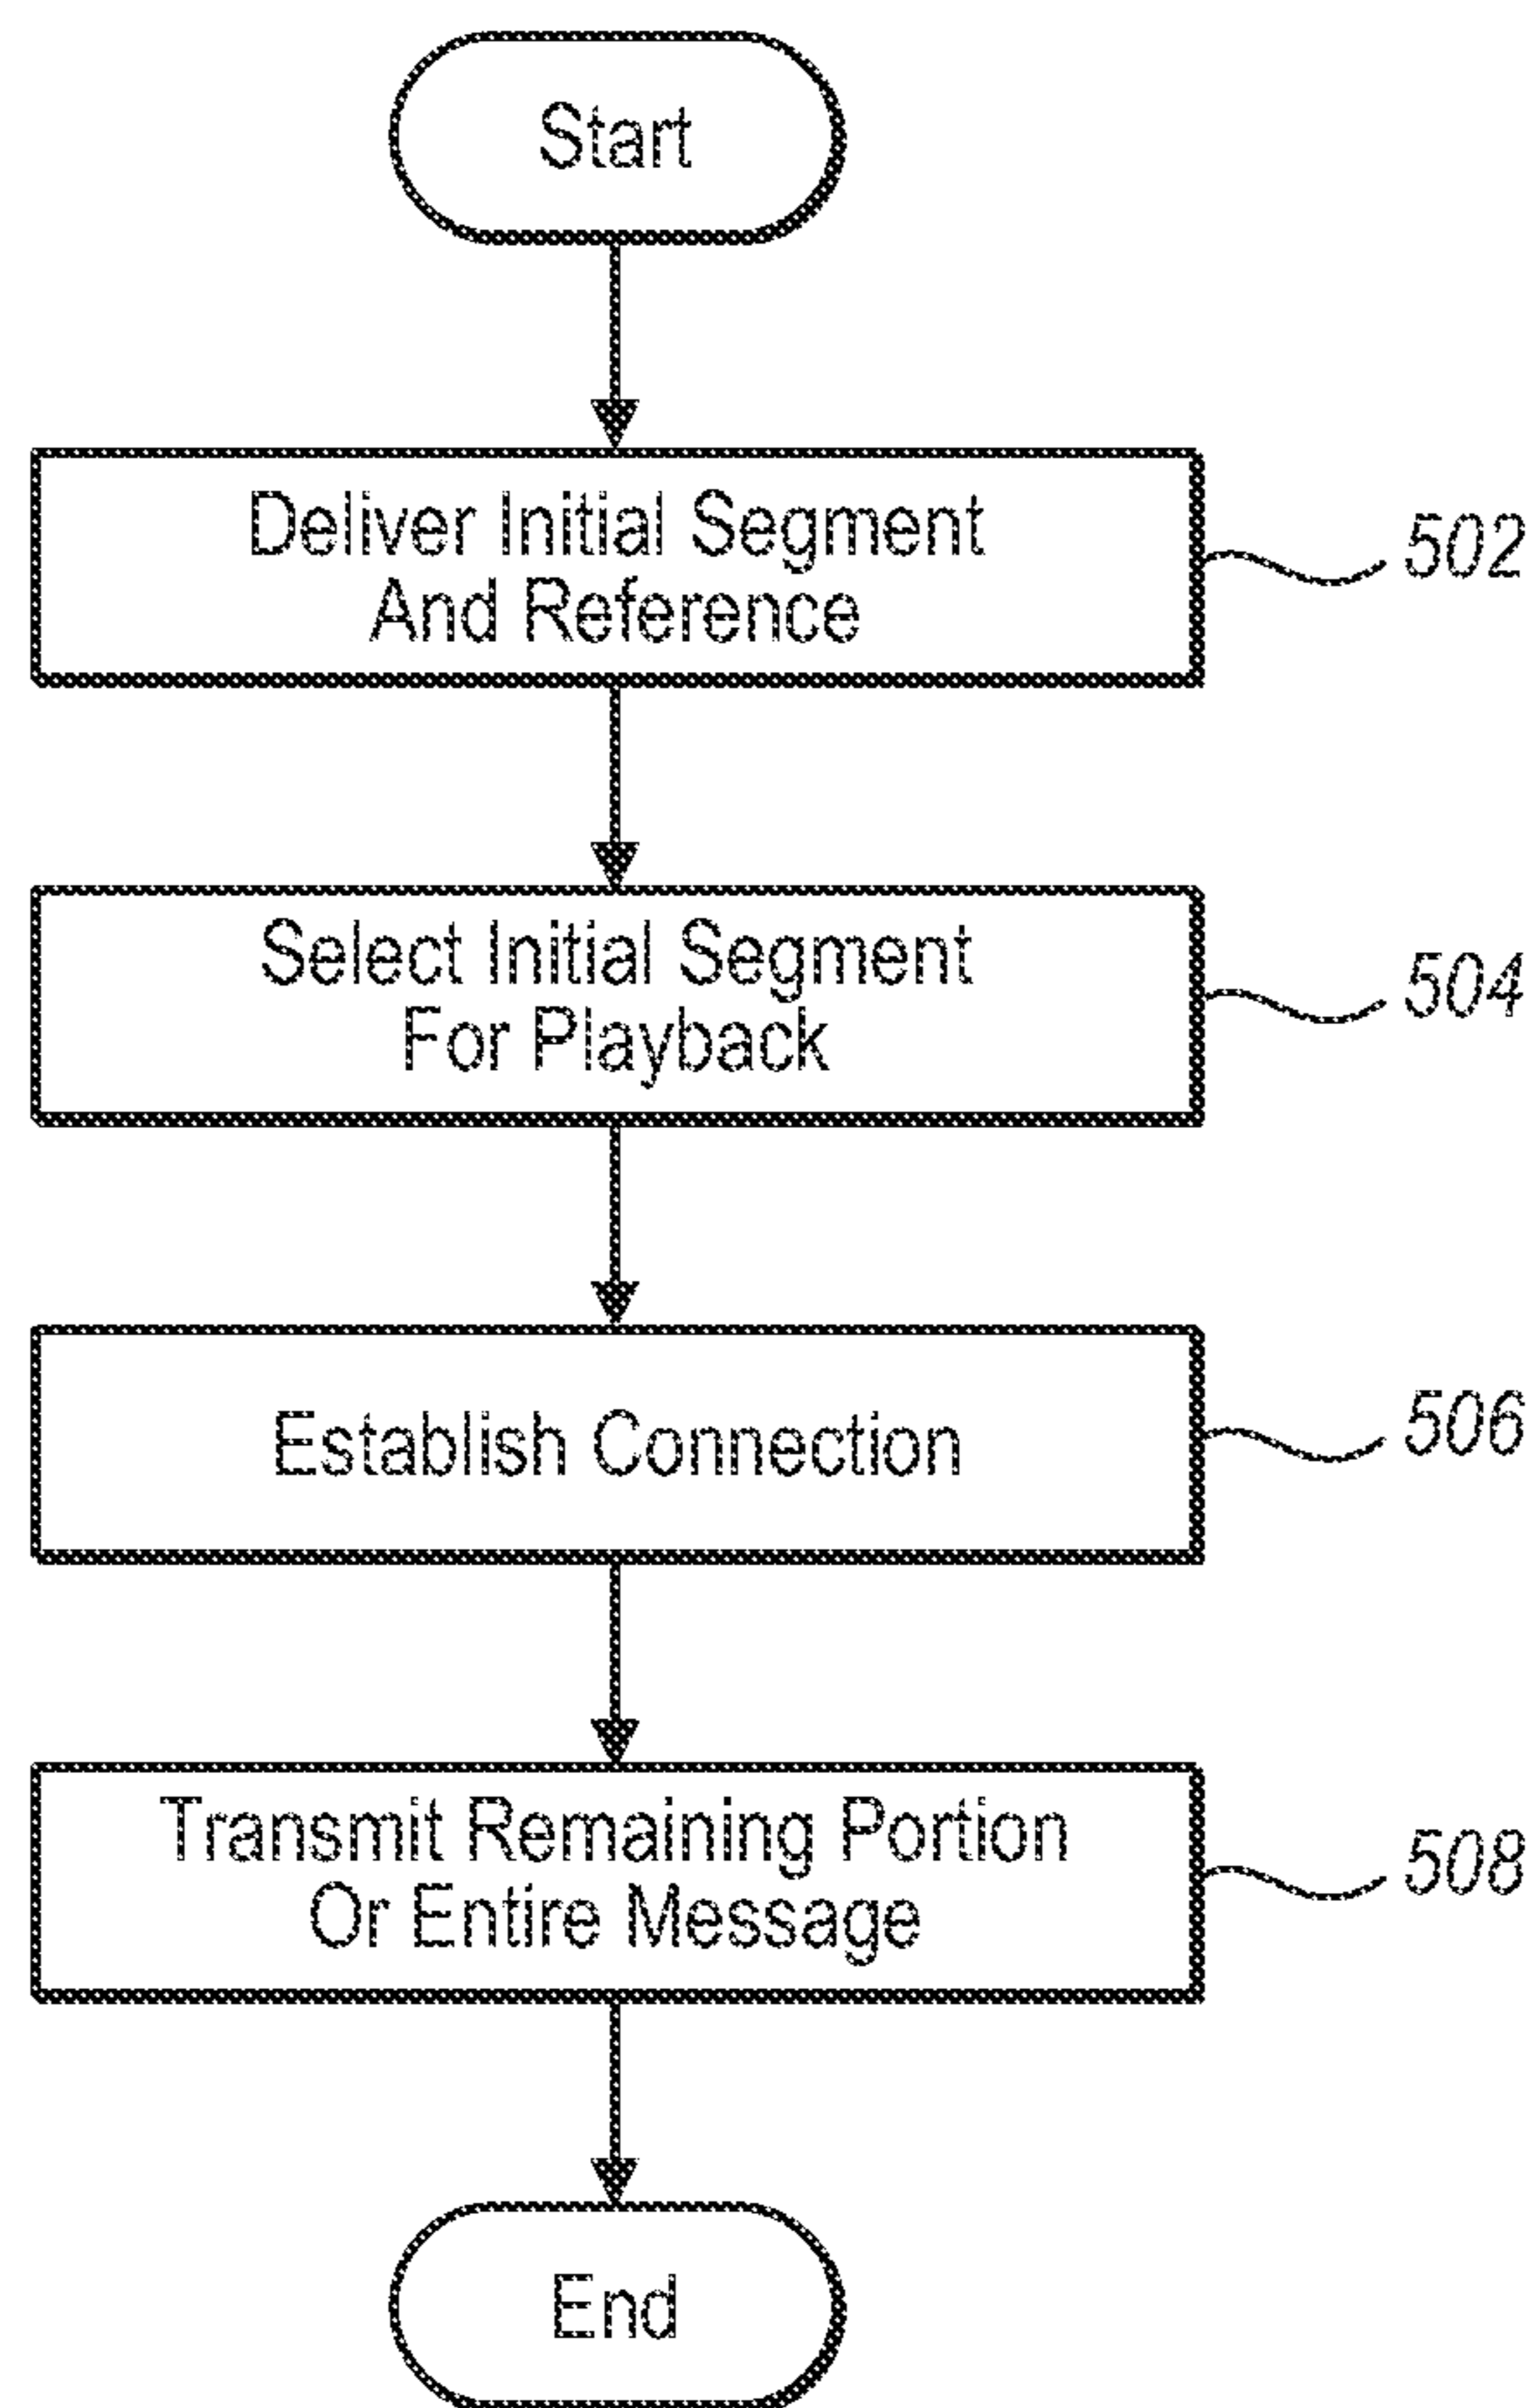 Start
Deliver Initial Segment
And Reference
502
Select Initial Segment
For Playback
504
Establish Connection
506
Transmit Remaining Portion
Or Entire Message
508
End